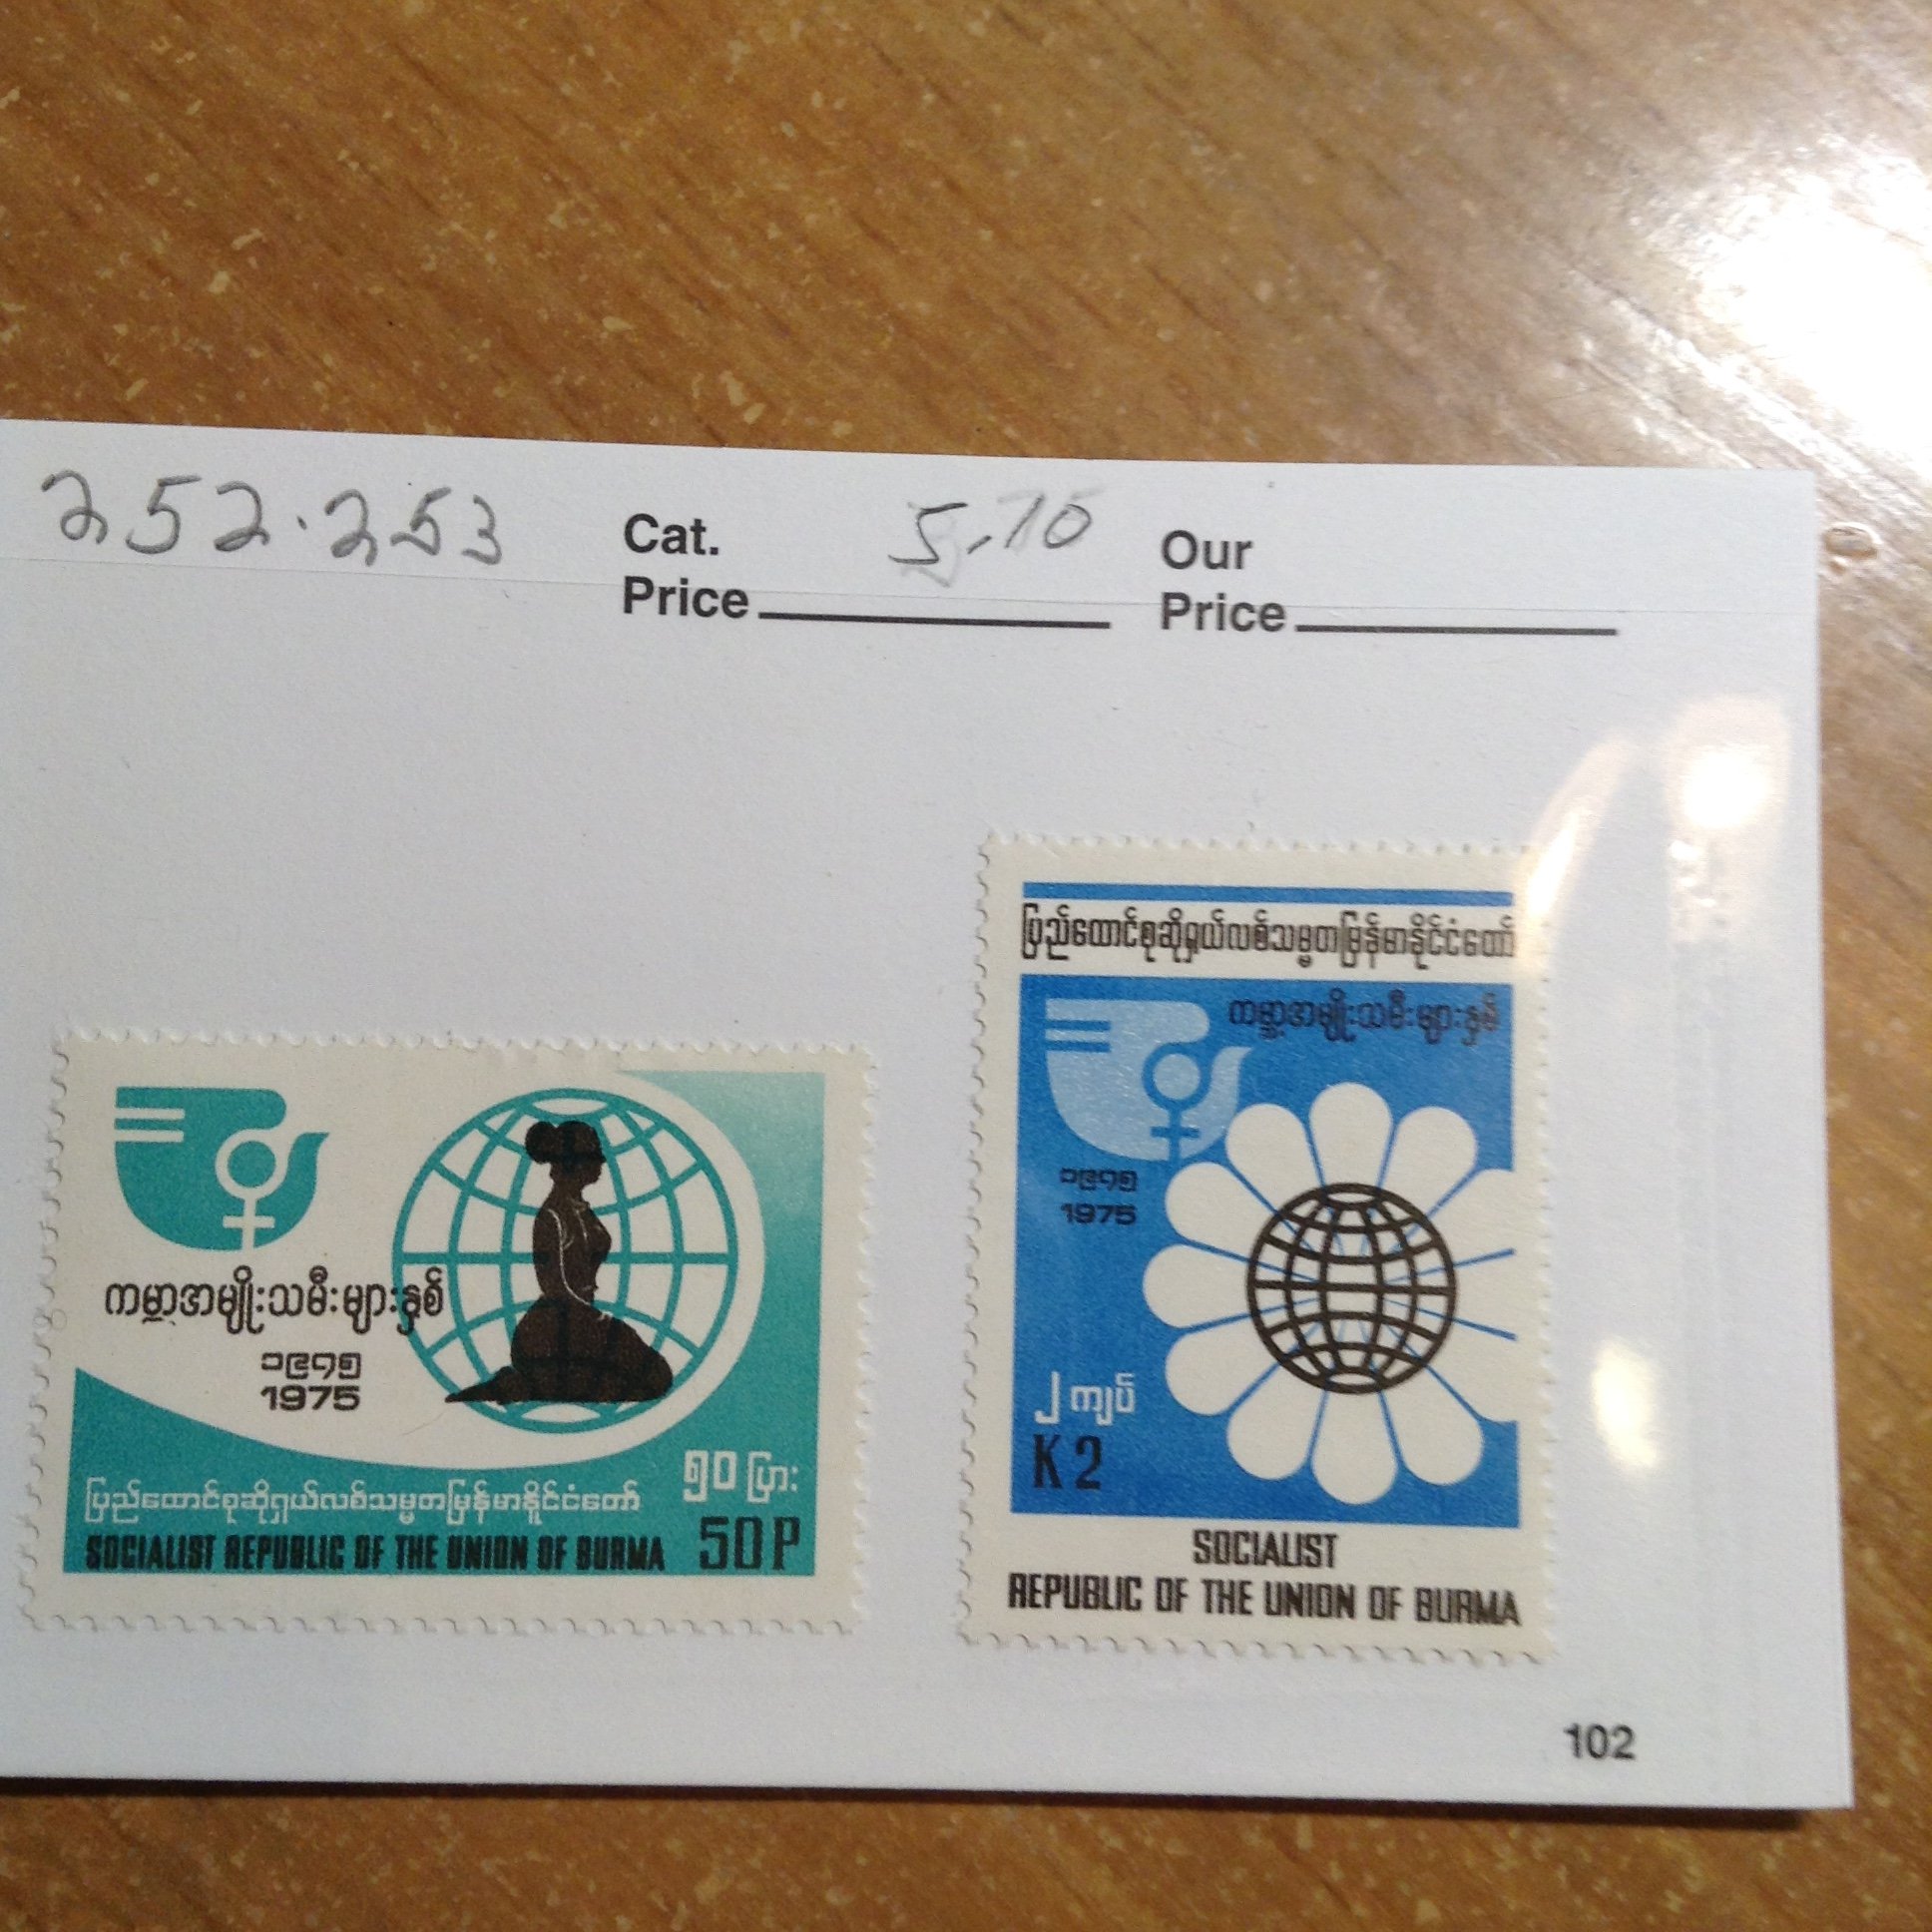 252.253
Cat.
Price
5.70
Our
Price
ကမ္ဘာ့အမျိုးသမီးများနှစ်
၁၉၇၅
1975
၅၀ ပြား
ပြည်ထောင်စုဆိုရှယ်လစ်သမ္မတမြန်မာနိုင်ငံတော်
SOCIALIST REPUBLIC OF THE UNION OF BURMA 50P
ပြည်ထောင်စုဆိုရှယ်လစ်သမ္မတမြန်မာနိုင်ငံတော်
ကမ္ဘာ့အမျိုးသမီးများနှစ်
၁၉၇၅
1975
၂ ကျပ်
K 2
SOCIALIST
REPUBLIC OF THE UNION OF BURMA
102